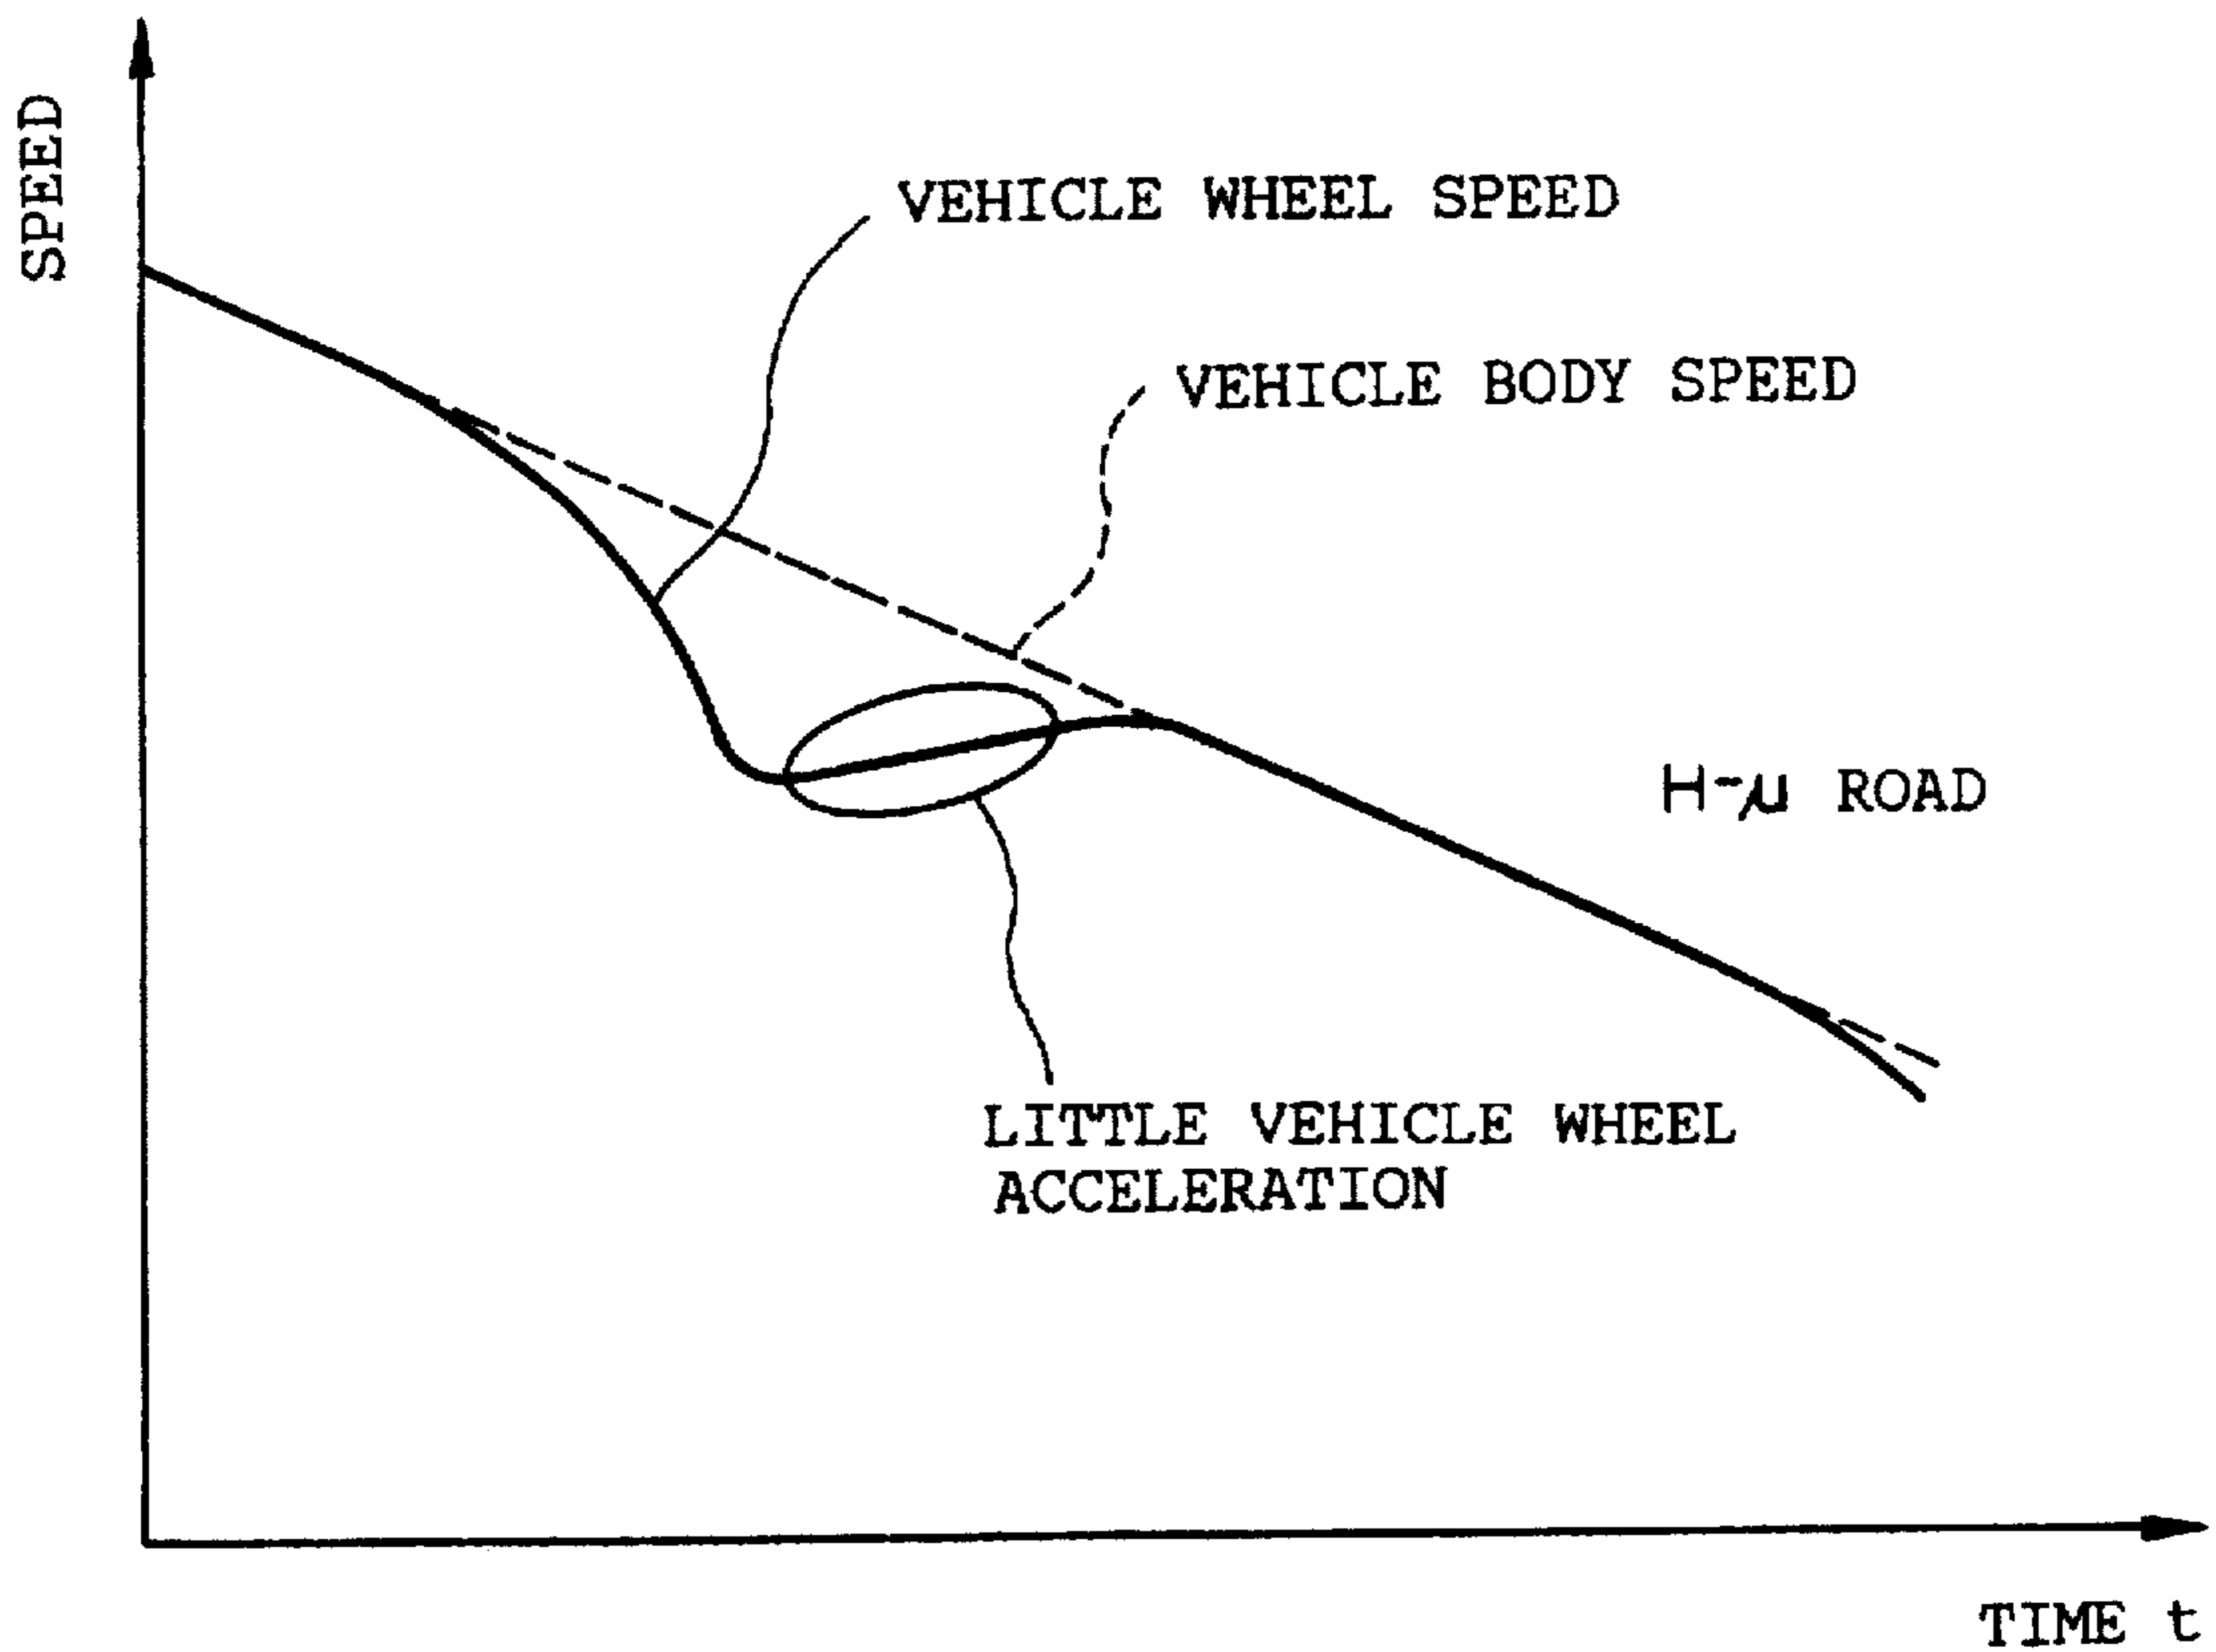 SPEED
VEHICLE WHEEL SPEED
VEHICLE BODY SPEED
H-μ ROAD
LITTLE VEHICLE WHEEL
ACCELERATION
TIME t